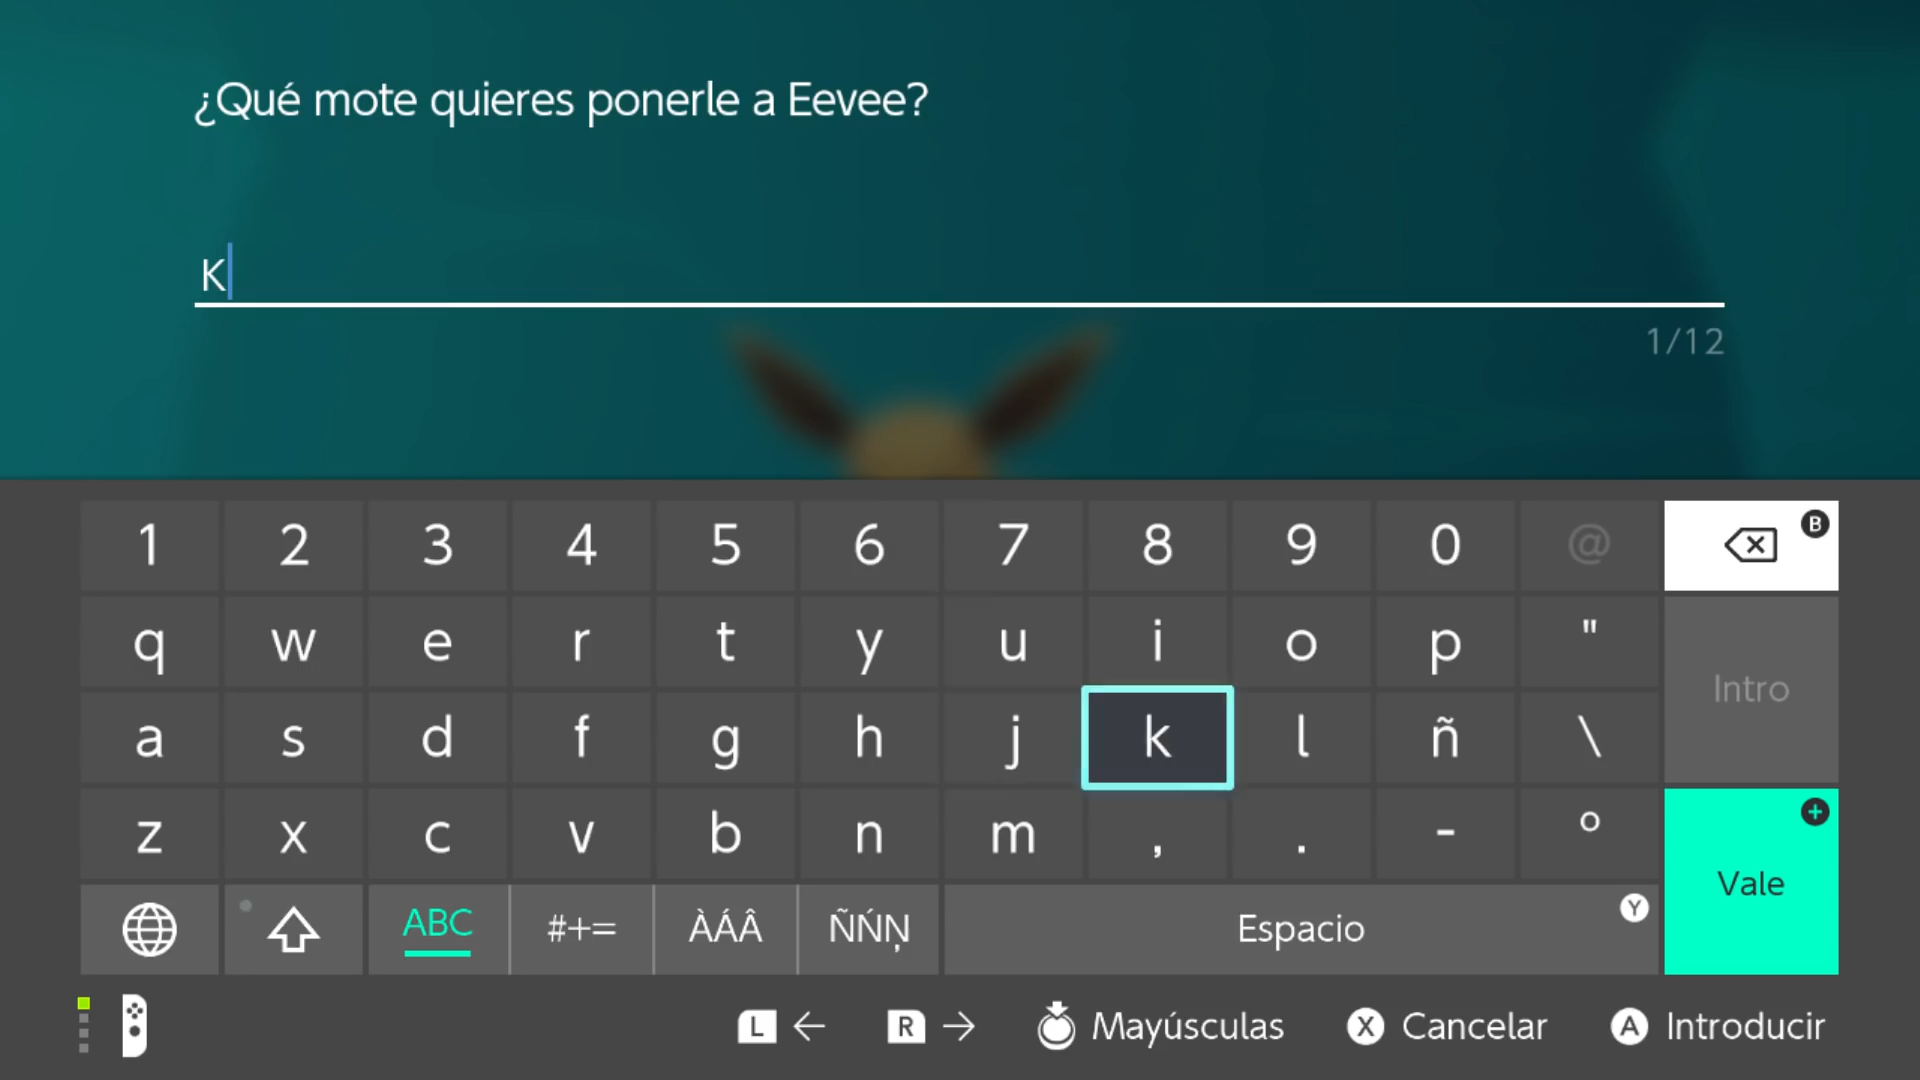 ¿Qué mote quieres ponerle a Eevee?
K
1/12
1 2 3 4 5 6 7 8 9 0 @ B
q w e r t y u i o p " Intro
a s d f g h j k l ñ \
z x c v b n m , . - º + Vale
ABC #+= ÀÁÂ ÑŃŅ Espacio Y
L ← R → Mayúsculas X Cancelar A Introducir